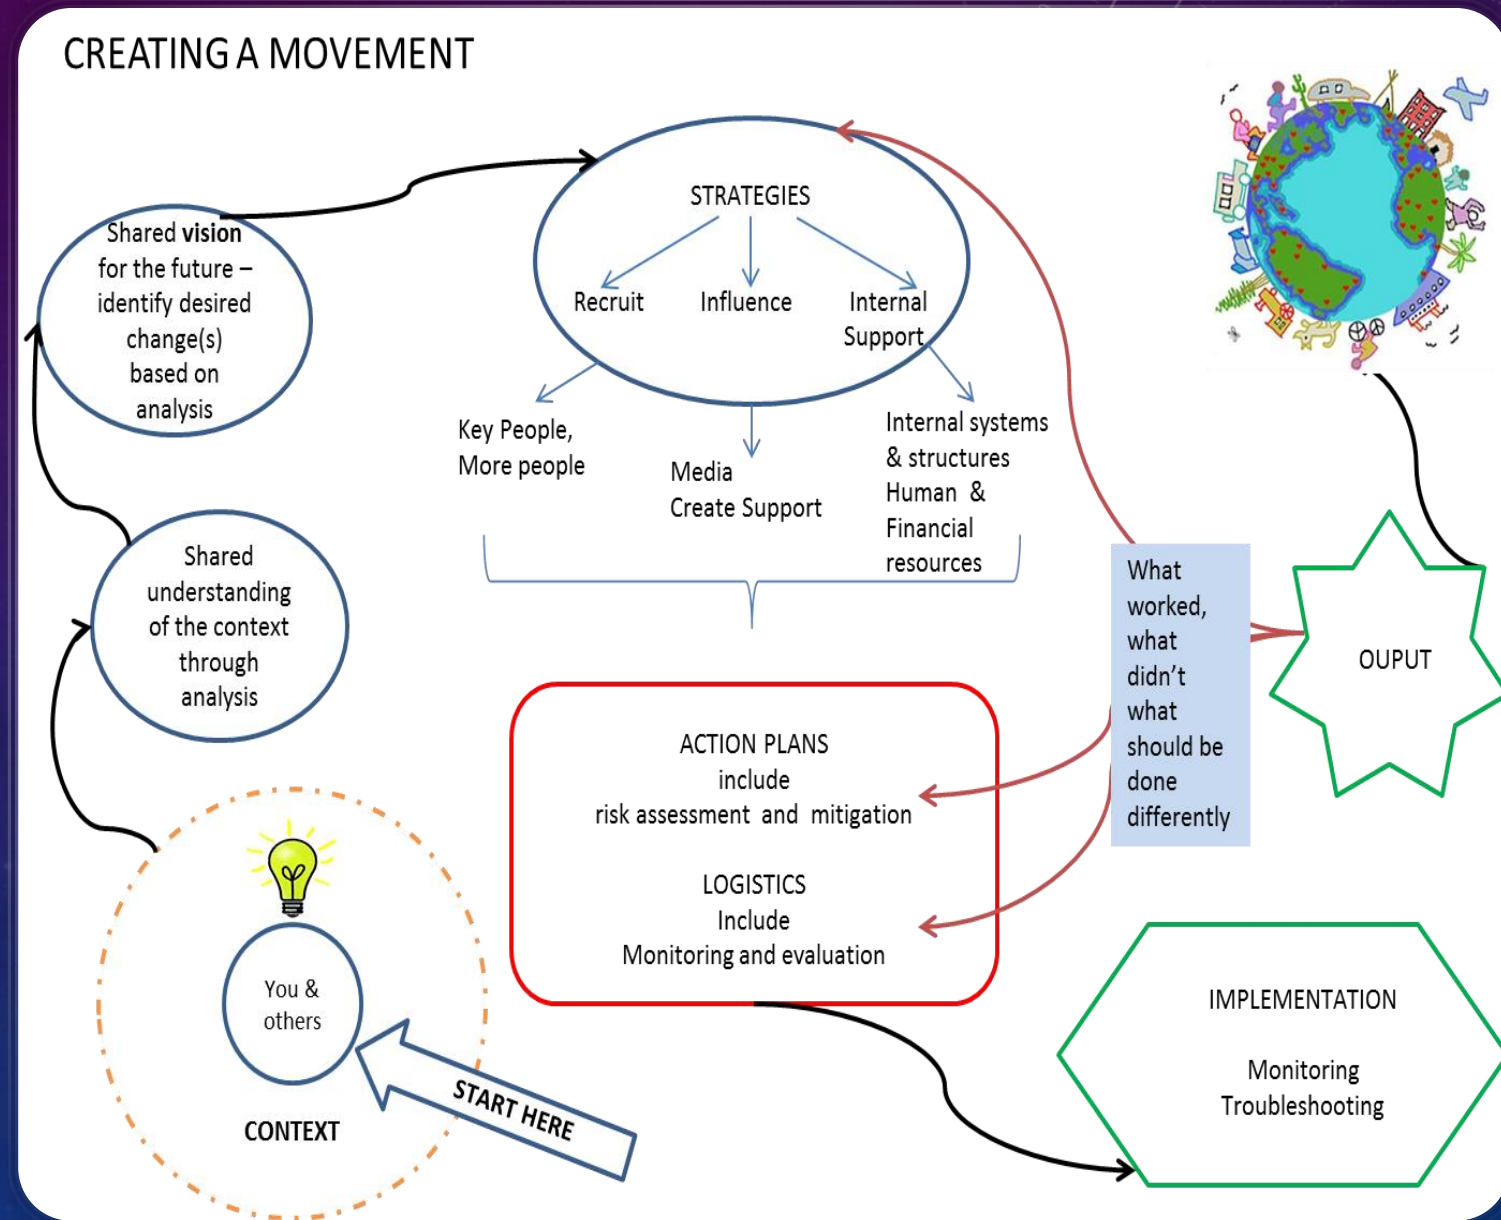 CREATING A MOVEMENT
Shared vision
for the future –
identify desired
change(s)
based on
analysis
STRATEGIES
Recruit
Influence
Internal
Support
Key People,
More people
Media
Create Support
Internal systems
& structures
Human &
Financial
resources
Shared
understanding
of the context
through
analysis
What
worked,
what
didn't
what
should be
done
differently
OUPUT
ACTION PLANS
include
risk assessment and mitigation
LOGISTICS
Include
Monitoring and evaluation
You &
others
START HERE
CONTEXT
IMPLEMENTATION
Monitoring
Troubleshooting